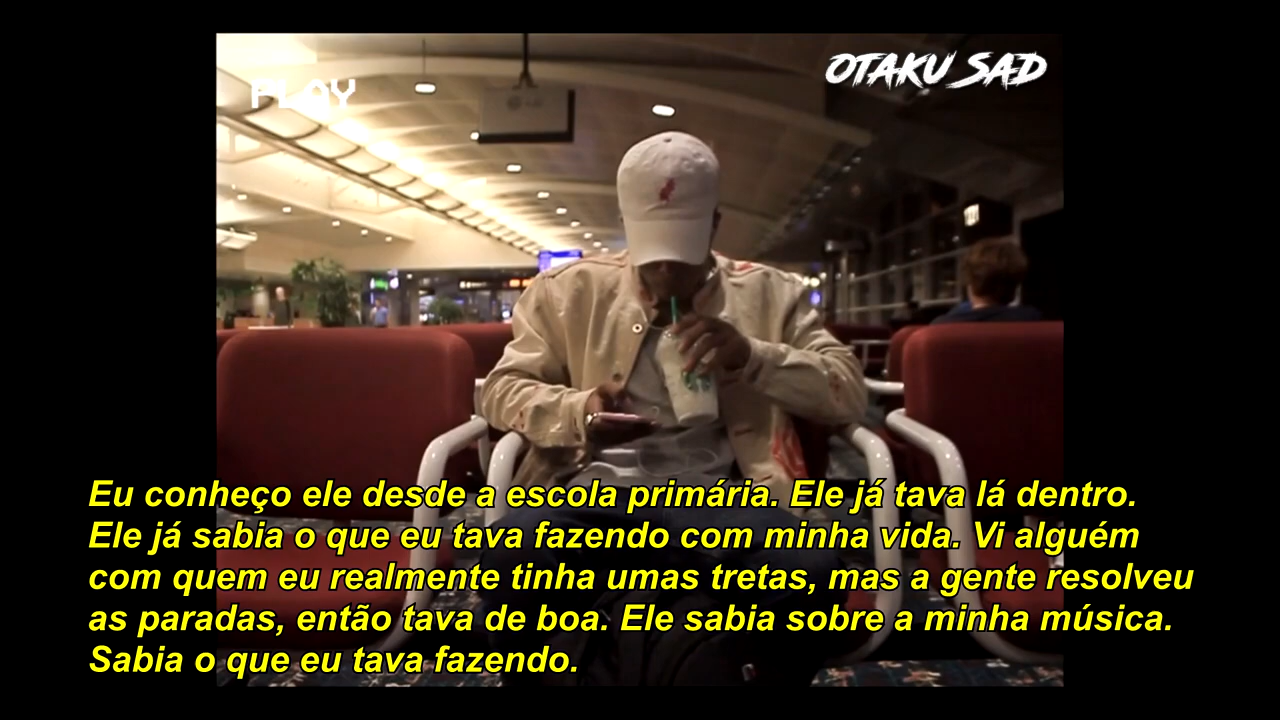 PLAY
OTAKU SAD
Eu conheço ele desde a escola primária. Ele já tava lá dentro.
Ele já sabia o que eu tava fazendo com minha vida. Vi alguém
com quem eu realmente tinha umas tretas, mas a gente resolveu
as paradas, então tava de boa. Ele sabia sobre a minha música.
Sabia o que eu tava fazendo.